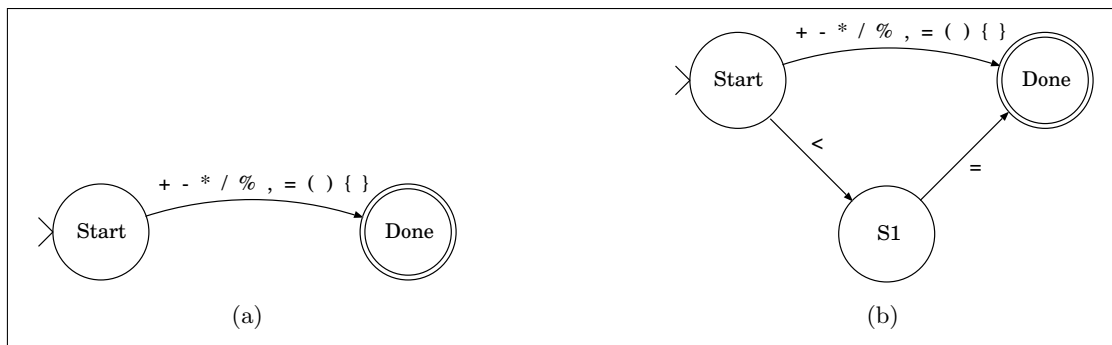 + - * / % , = ( ) { }
Start
Done
(a)
+ - * / % , = ( ) { }
Start
Done
<
=
S1
(b)